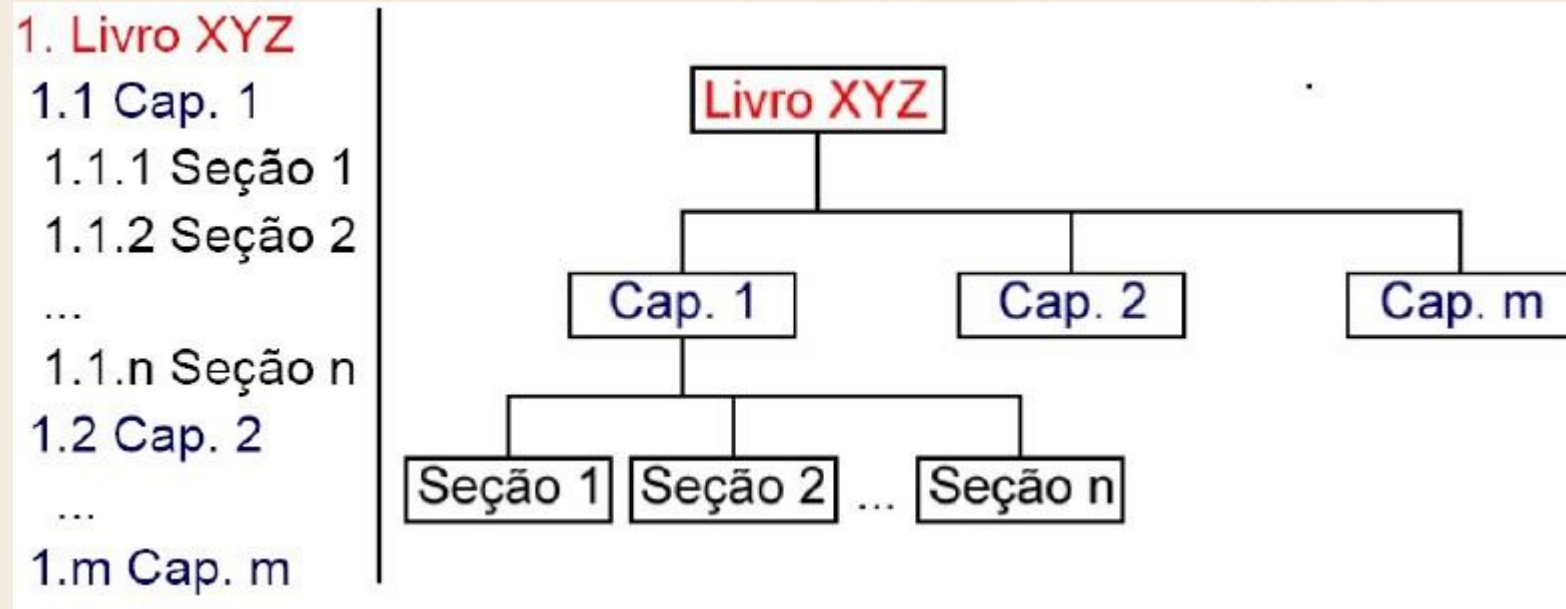 1. Livro XYZ
1.1 Cap. 1
1.1.1 Seção 1
1.1.2 Seção 2
...
1.1.n Seção n
1.2 Cap. 2
...
1.m Cap. m
Livro XYZ
Cap. 1 Cap. 2 Cap. m
Seção 1 Seção 2 ... Seção n